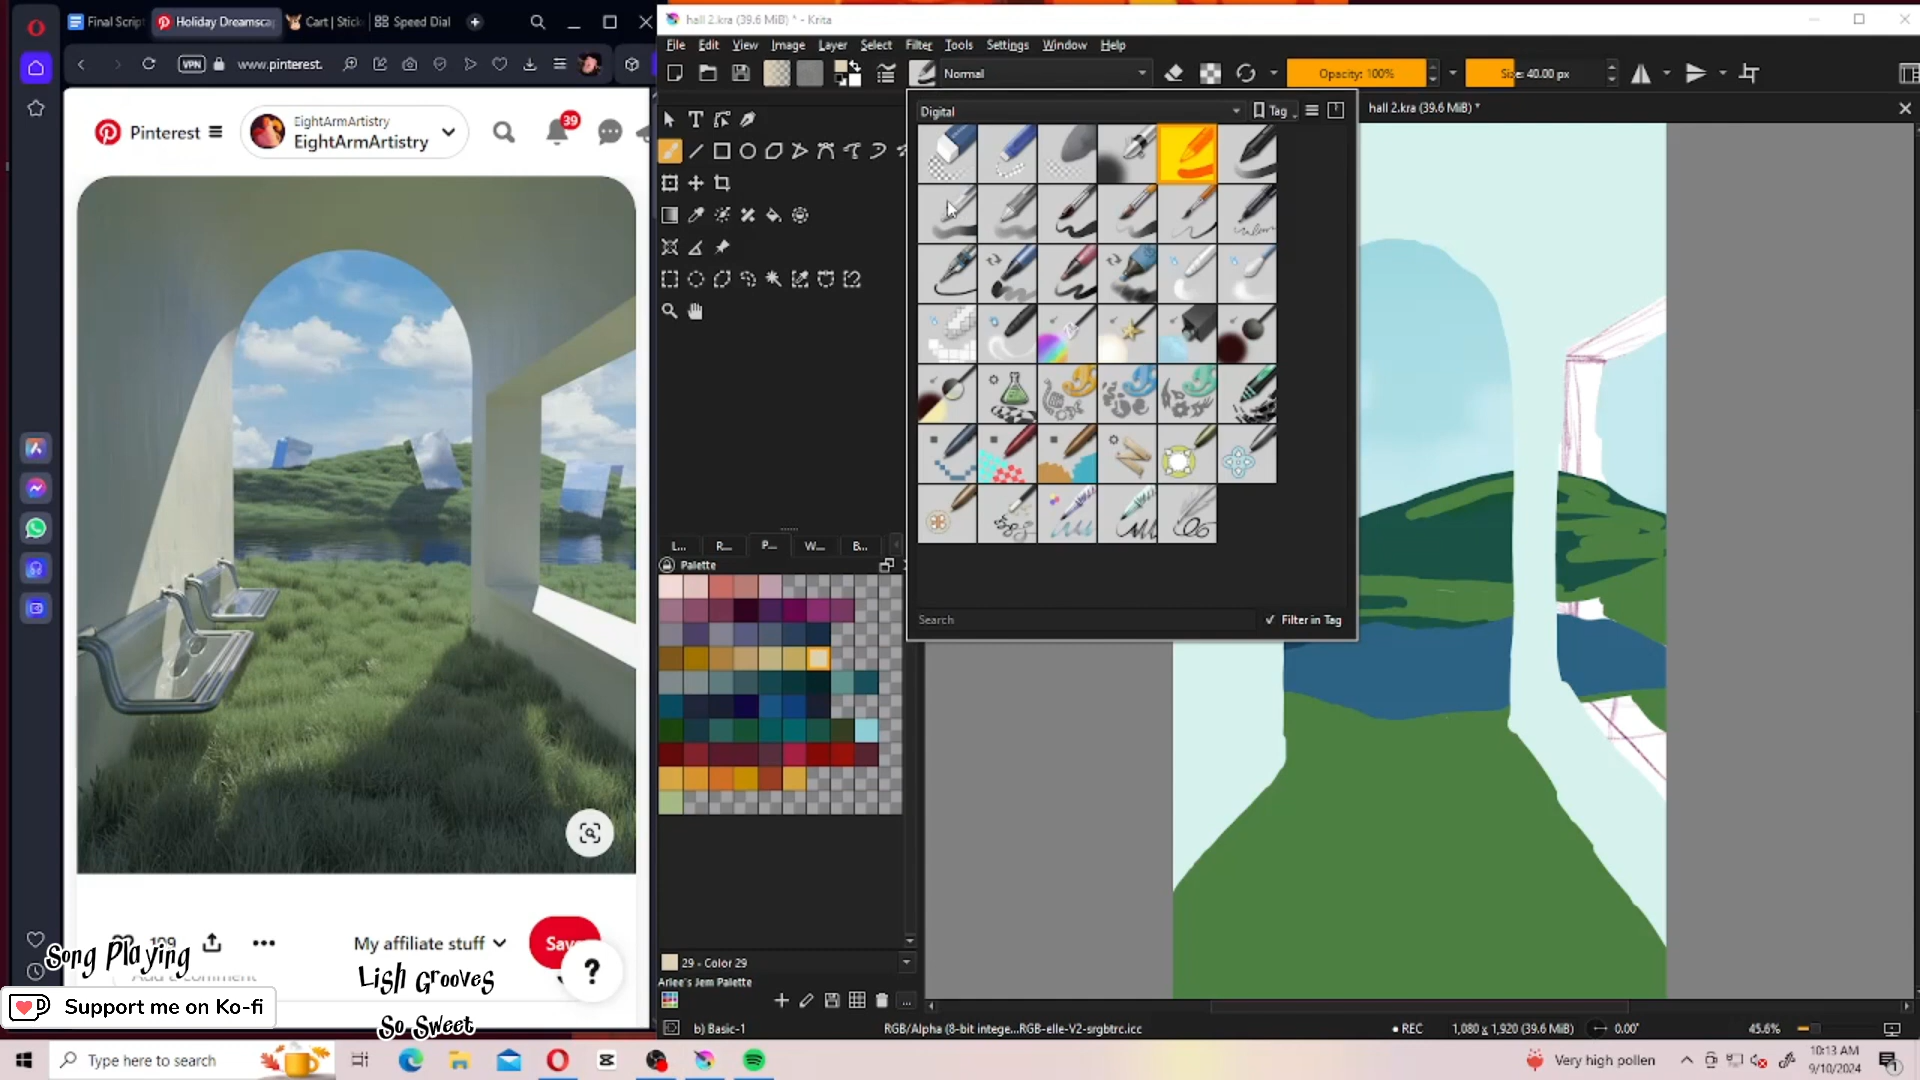 Final Script
Holiday Dreamsca
Cart | Stick
Speed Dial
hall 2.kra (39.6 MiB) * - Krita
VPN
www.pinterest.
File
Edit
View
Image
Layer
Select
Filter
Tools
Settings
Window
Help
Normal
Opacity: 100%
Size: 40.00 px
Pinterest
EightArmArtistry
EightArmArtistry
39
Digital
Tag
hall 2.kra (39.6 MiB) *
L...
R...
P...
W...
B...
Palette
Search
Filter in Tag
My affiliate stuff
Save
Song Playing
Lish Grooves
So Sweet
?
Support me on Ko-fi
29 - Color 29
Arlee's Jem Palette
b) Basic-1
RGB/Alpha (8-bit intege...RGB-elle-V2-srgbtrc.icc
REC
1,080 x 1,920 (39.6 MiB)
0.00°
45.6%
Type here to search
Very high pollen
10:13 AM
9/10/2024
1